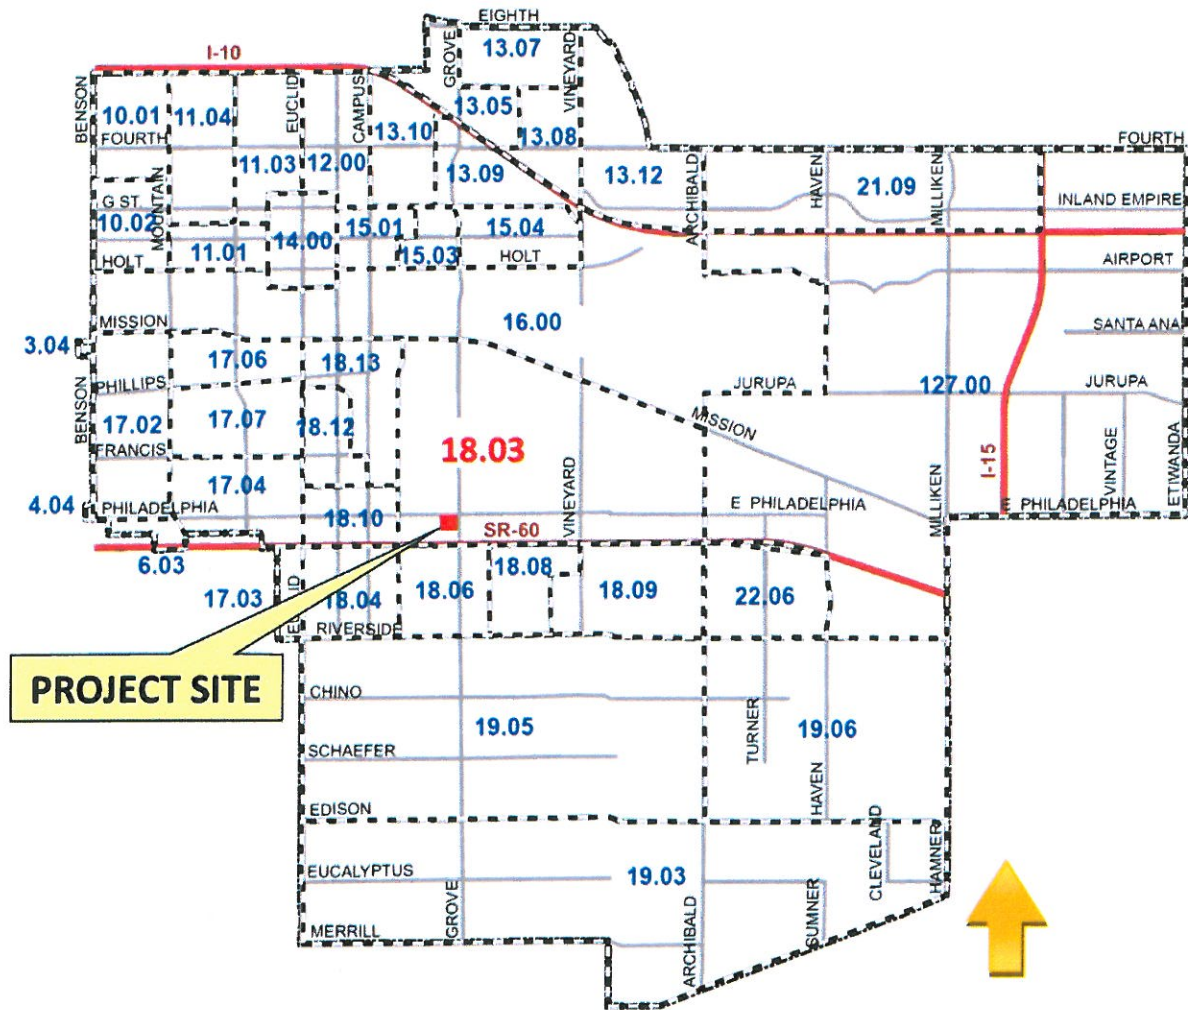 EIGHTH
I-10
GROVE
13.07
VINEYARD
BENSON
10.01
11.04
EUCLID
CAMPUS
13.05
13.10
13.08
FOURTH
FOURTH
11.03
12.00
13.09
13.12
ARCHIBALD
HAVEN
21.09
MILLIKEN
MOUNTAIN
G ST.
INLAND EMPIRE
10.02
14.00
15.01
15.04
HOLT
11.01
15.03
HOLT
AIRPORT
MISSION
16.00
SANTA ANA
3.04
17.06
18.13
PHILLIPS
JURUPA
127.00
JURUPA
BENSON
17.02
17.07
18.12
MISSION
FRANCIS
18.03
I-15
VINTAGE
ETIWANDA
17.04
VINEYARD
MILLIKEN
4.04
PHILADELPHIA
18.10
E PHILADELPHIA
E PHILADELPHIA
SR-60
6.03
18.08
17.03
18.04
18.06
18.09
22.06
RIVERSIDE
PROJECT SITE
CHINO
19.05
TURNER
19.06
SCHAEFER
HAVEN
EDISON
CLEVELAND
HAMNER
EUCALYPTUS
19.03
GROVE
ARCHIBALD
SUMNER
MERRILL